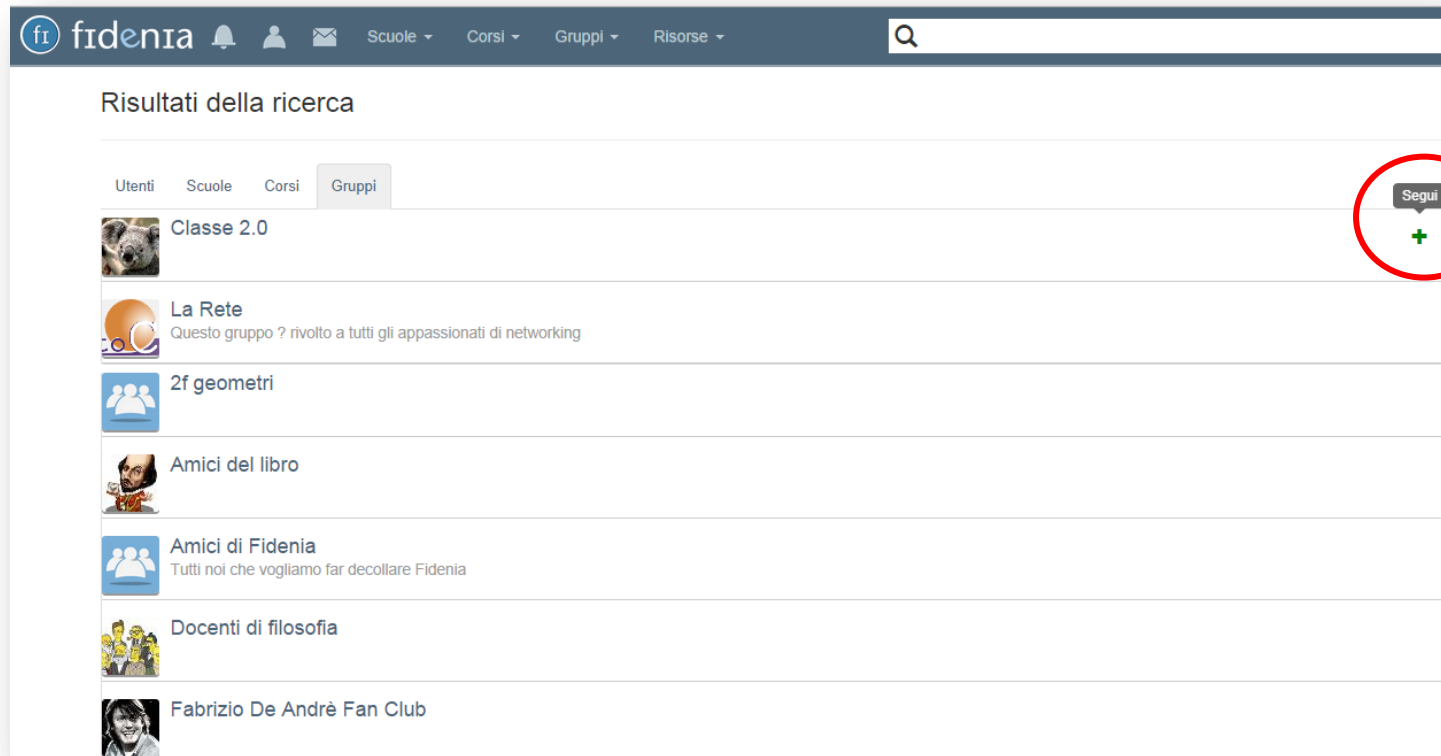 fi fidenia Scuole Corsi Gruppi Risorse
Risultati della ricerca
Utenti Scuole Corsi Gruppi
Segui
Classe 2.0
La Rete
Questo gruppo ? rivolto a tutti gli appassionati di networking
2f geometri
Amici del libro
Amici di Fidenia
Tutti noi che vogliamo far decollare Fidenia
Docenti di filosofia
Fabrizio De Andrè Fan Club